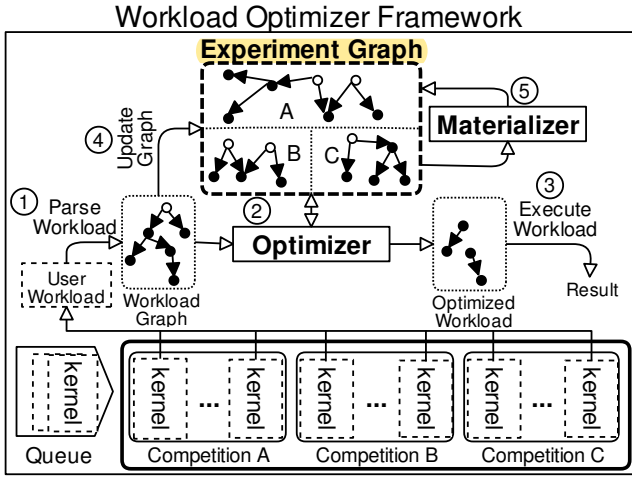 Workload Optimizer Framework
Experiment Graph
A
B
C
5
Materializer
4
Update
Graph
1
Parse
Workload
2
Optimizer
3
Execute
Workload
User
Workload
Workload
Graph
Optimized
Workload
Result
kernel
kernel
...
kernel
kernel
...
kernel
kernel
...
kernel
Queue
Competition A
Competition B
Competition C